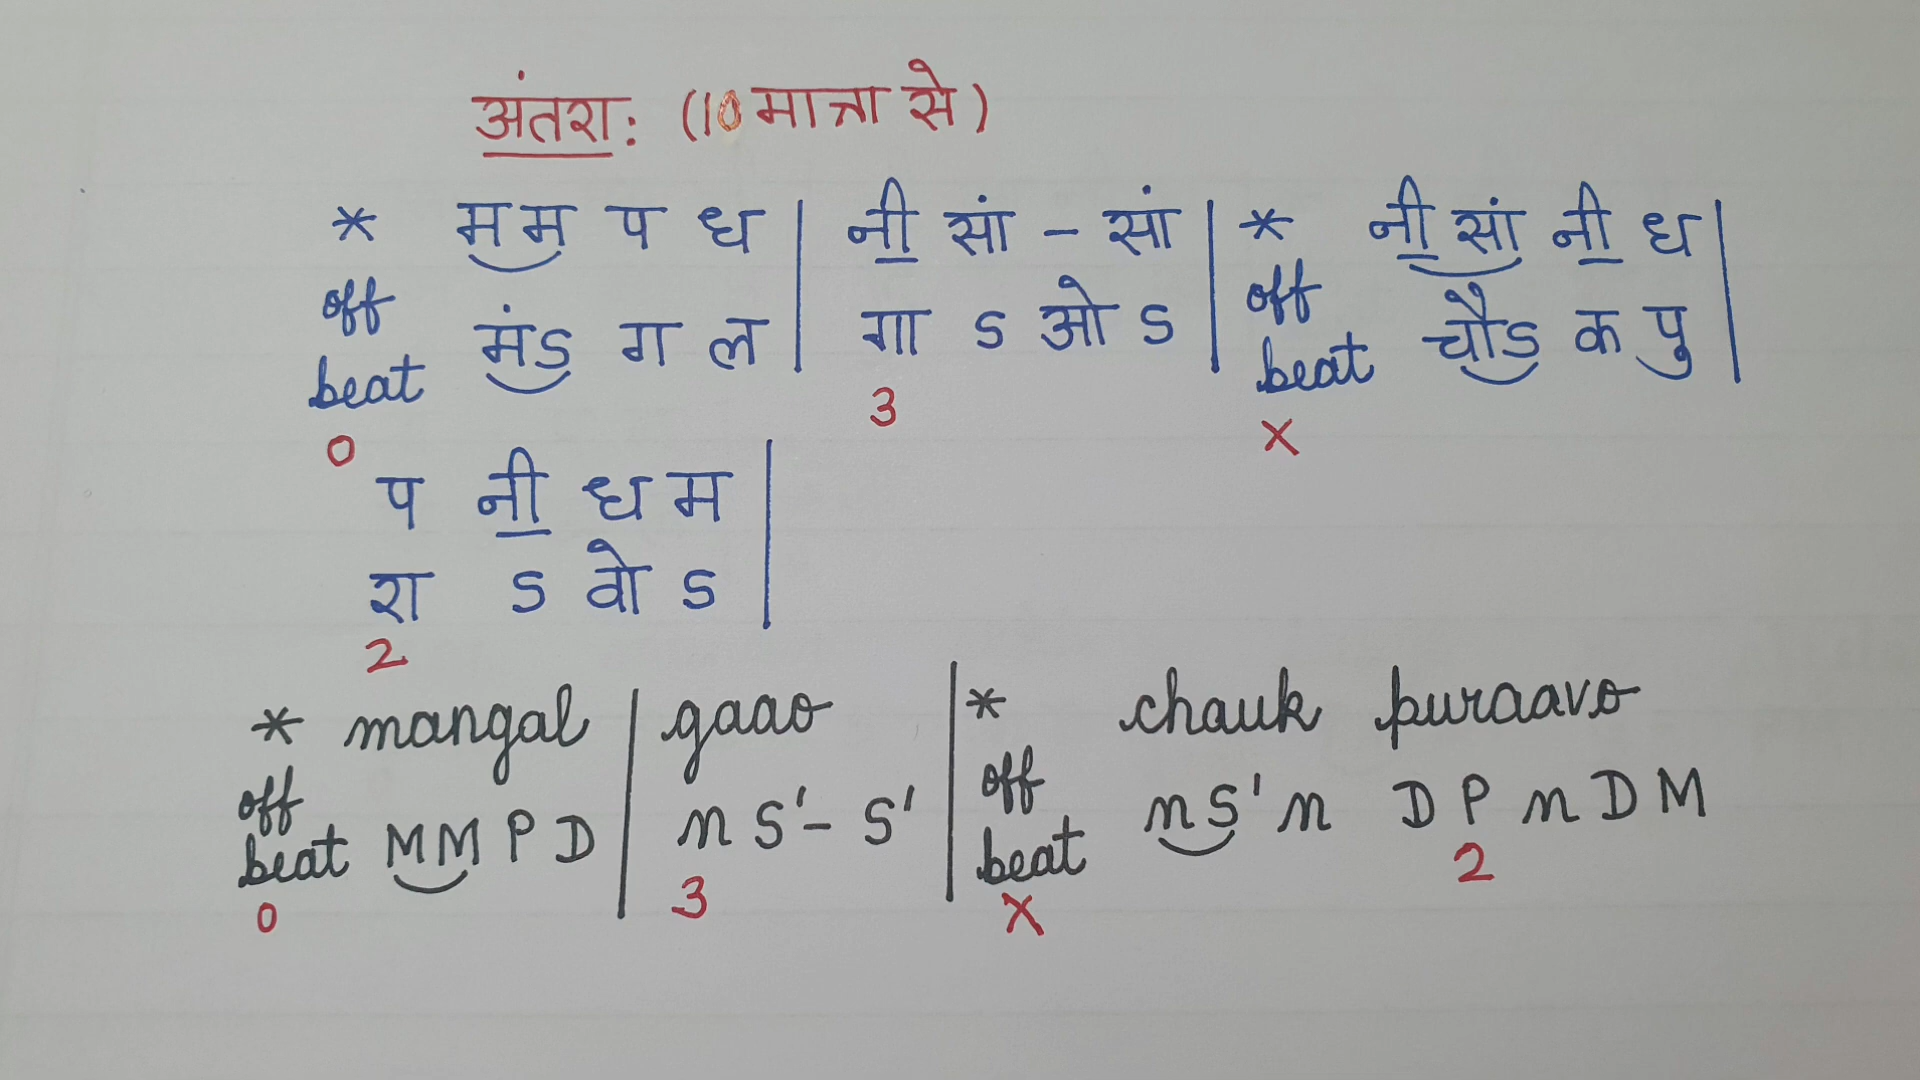 अंतरा: (10 मात्रा से)
* म म प ध | नी॒ सां - सां | * नी॒ सां नी॒ ध |
off beat मंऽ ग ल | गा ऽ ओ ऽ | off beat चौऽ क पु |
0 3 X
प नी॒ ध म |
रा ऽ वो ऽ |
2
* mangal | gaao | * chauk puraavo
off beat MM P D | n S' – S' | off beat n S' n D P n D M
0 3 X 2